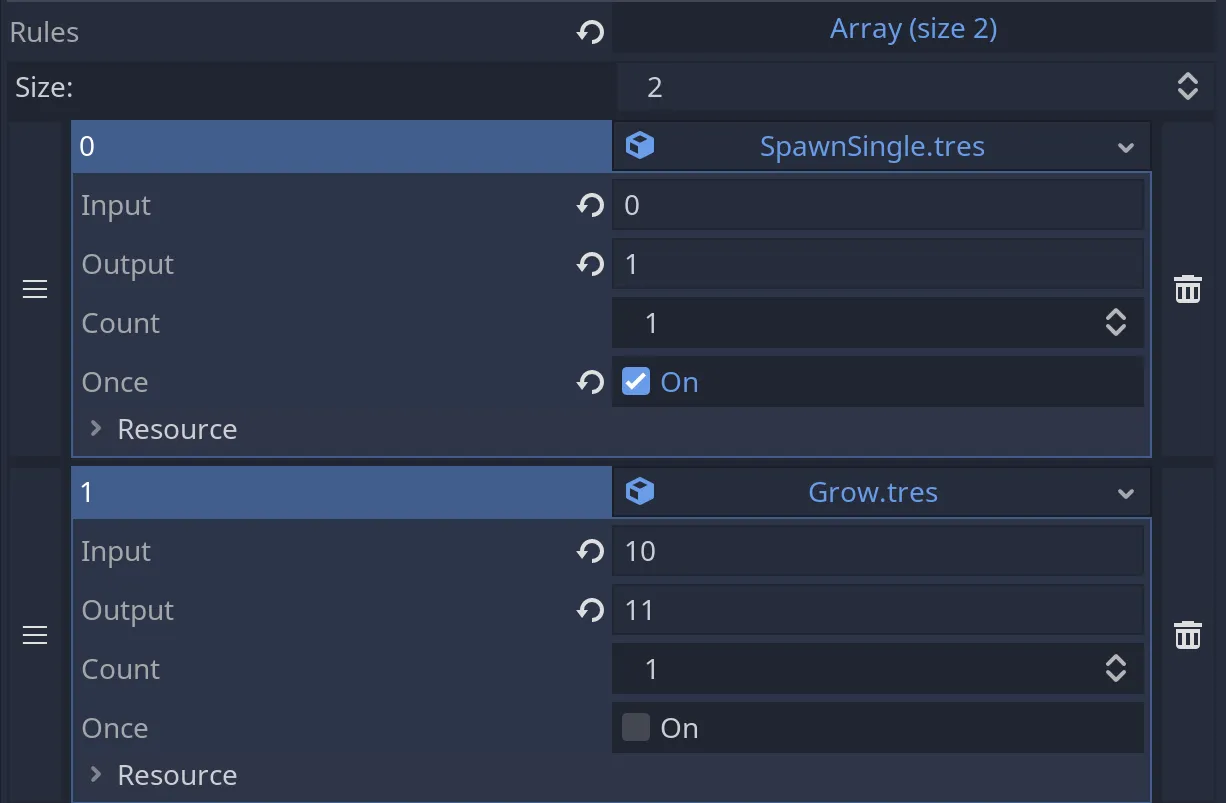 Rules Array (size 2)
Size: 2
0 SpawnSingle.tres
Input 0
Output 1
Count 1
Once On
Resource
1 Grow.tres
Input 10
Output 11
Count 1
Once On
Resource